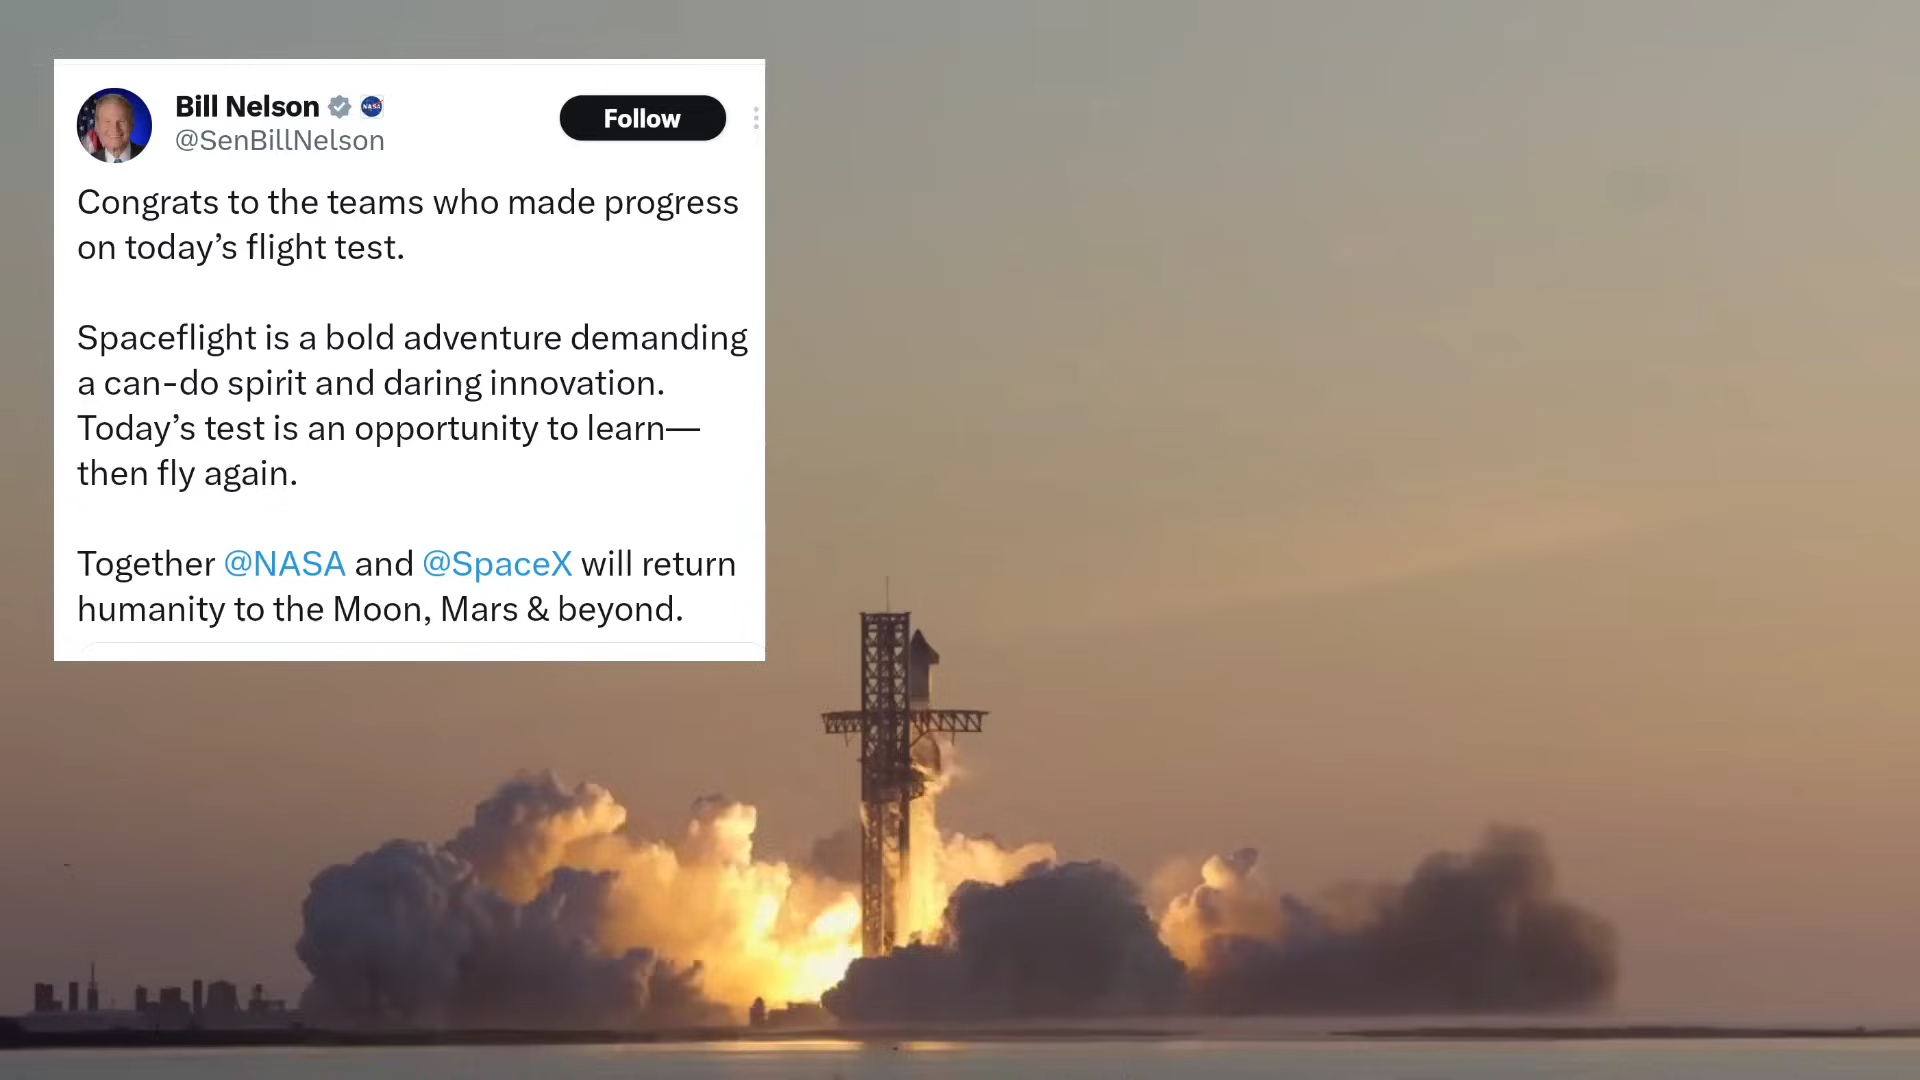 Bill Nelson
NASA
@SenBillNelson
Follow
Congrats to the teams who made progress
on today’s flight test.
Spaceflight is a bold adventure demanding
a can-do spirit and daring innovation.
Today’s test is an opportunity to learn—
then fly again.
Together @NASA and @SpaceX will return
humanity to the Moon, Mars & beyond.